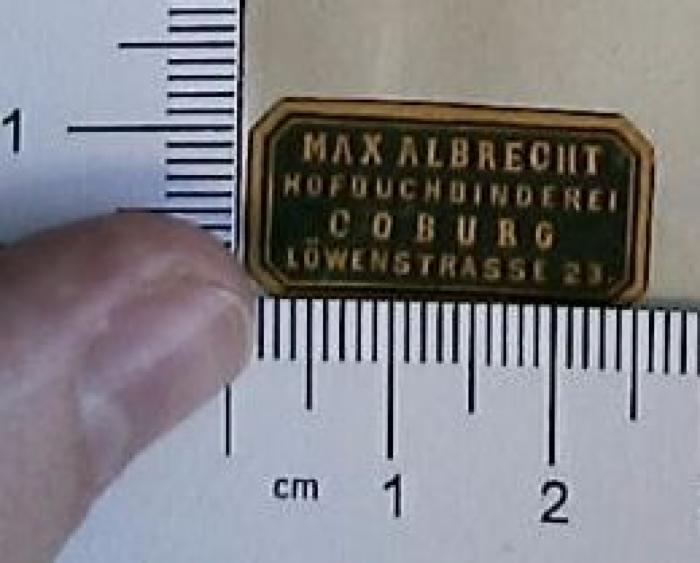 MAX ALBRECHT
HOFBUCHBINDEREI
COBURG
LÖWENSTRASSE 23.
1
cm 1 2